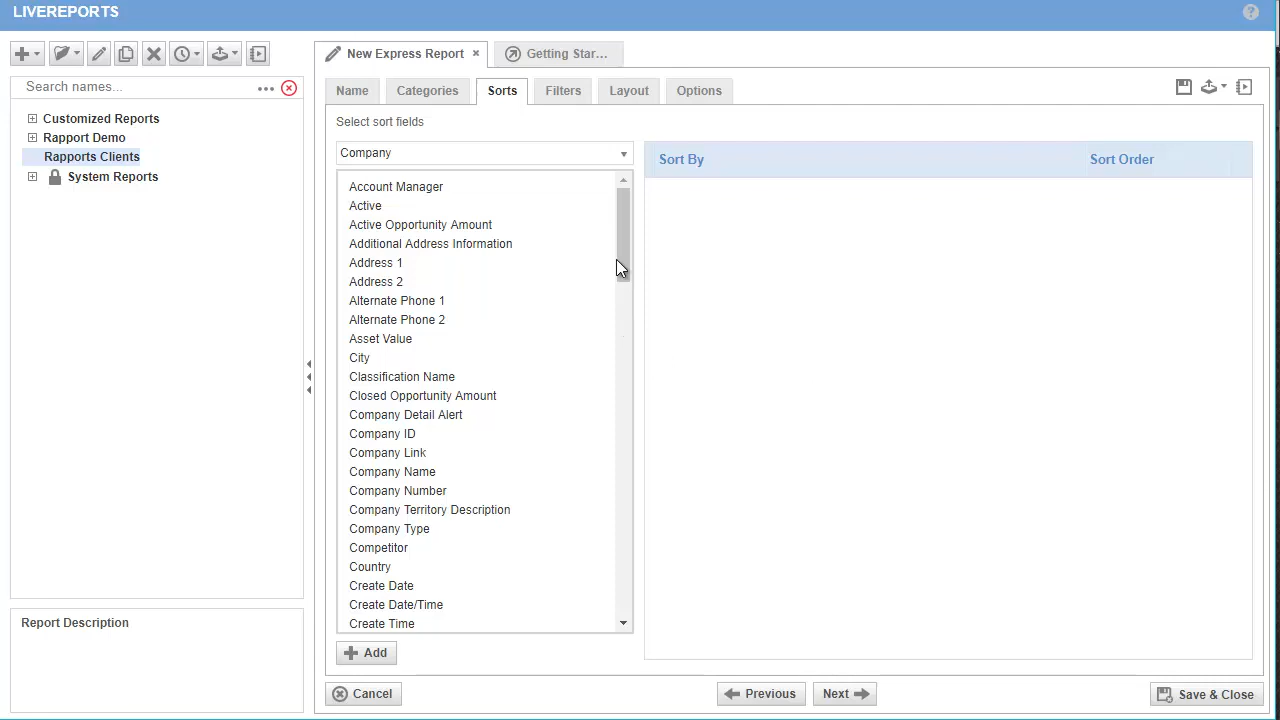 LIVEREPORTS
?
New Express Report ×
Getting Star...
Search names...
•••
Customized Reports
Rapport Demo
Rapports Clients
System Reports
Report Description
Name
Categories
Sorts
Filters
Layout
Options
Select sort fields
Company
Account Manager
Active
Active Opportunity Amount
Additional Address Information
Address 1
Address 2
Alternate Phone 1
Alternate Phone 2
Asset Value
City
Classification Name
Closed Opportunity Amount
Company Detail Alert
Company ID
Company Link
Company Name
Company Number
Company Territory Description
Company Type
Competitor
Country
Create Date
Create Date/Time
Create Time
Add
Sort By
Sort Order
Cancel
Previous
Next
Save & Close